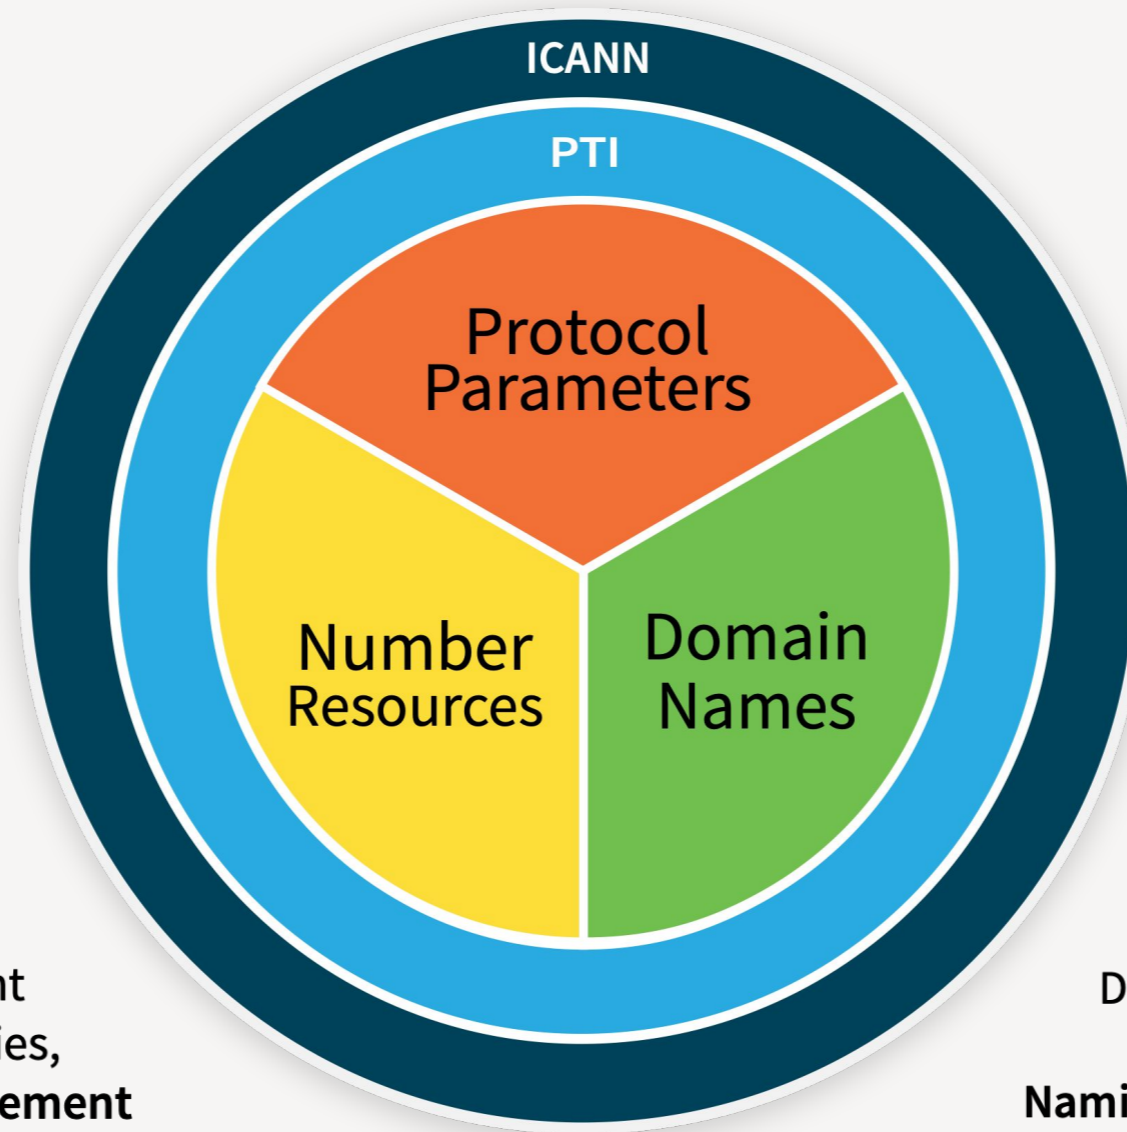 ICANN
PTI
Protocol
Parameters
Number
Resources
Domain
Names